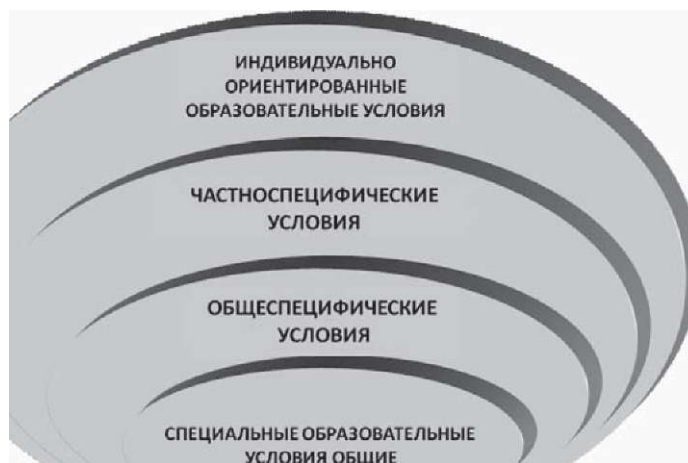 ИНДИВИДУАЛЬНО
ОРИЕНТИРОВАННЫЕ
ОБРАЗОВАТЕЛЬНЫЕ УСЛОВИЯ
ЧАСТНОСПЕЦИФИЧЕСКИЕ
УСЛОВИЯ
ОБЩЕСПЕЦИФИЧЕСКИЕ
УСЛОВИЯ
СПЕЦИАЛЬНЫЕ ОБРАЗОВАТЕЛЬНЫЕ
УСЛОВИЯ ОБЩИЕ